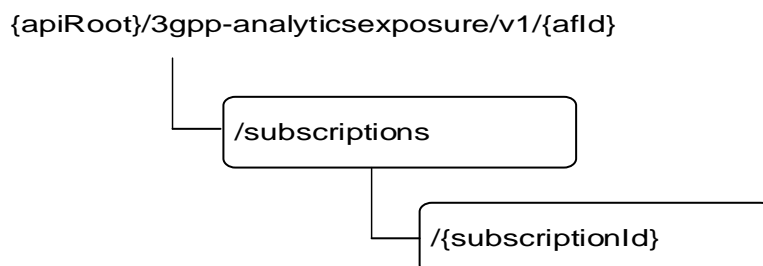 {apiRoot}/3gpp-analyticsexposure/v1/{afId}
/subscriptions
/{subscriptionId}